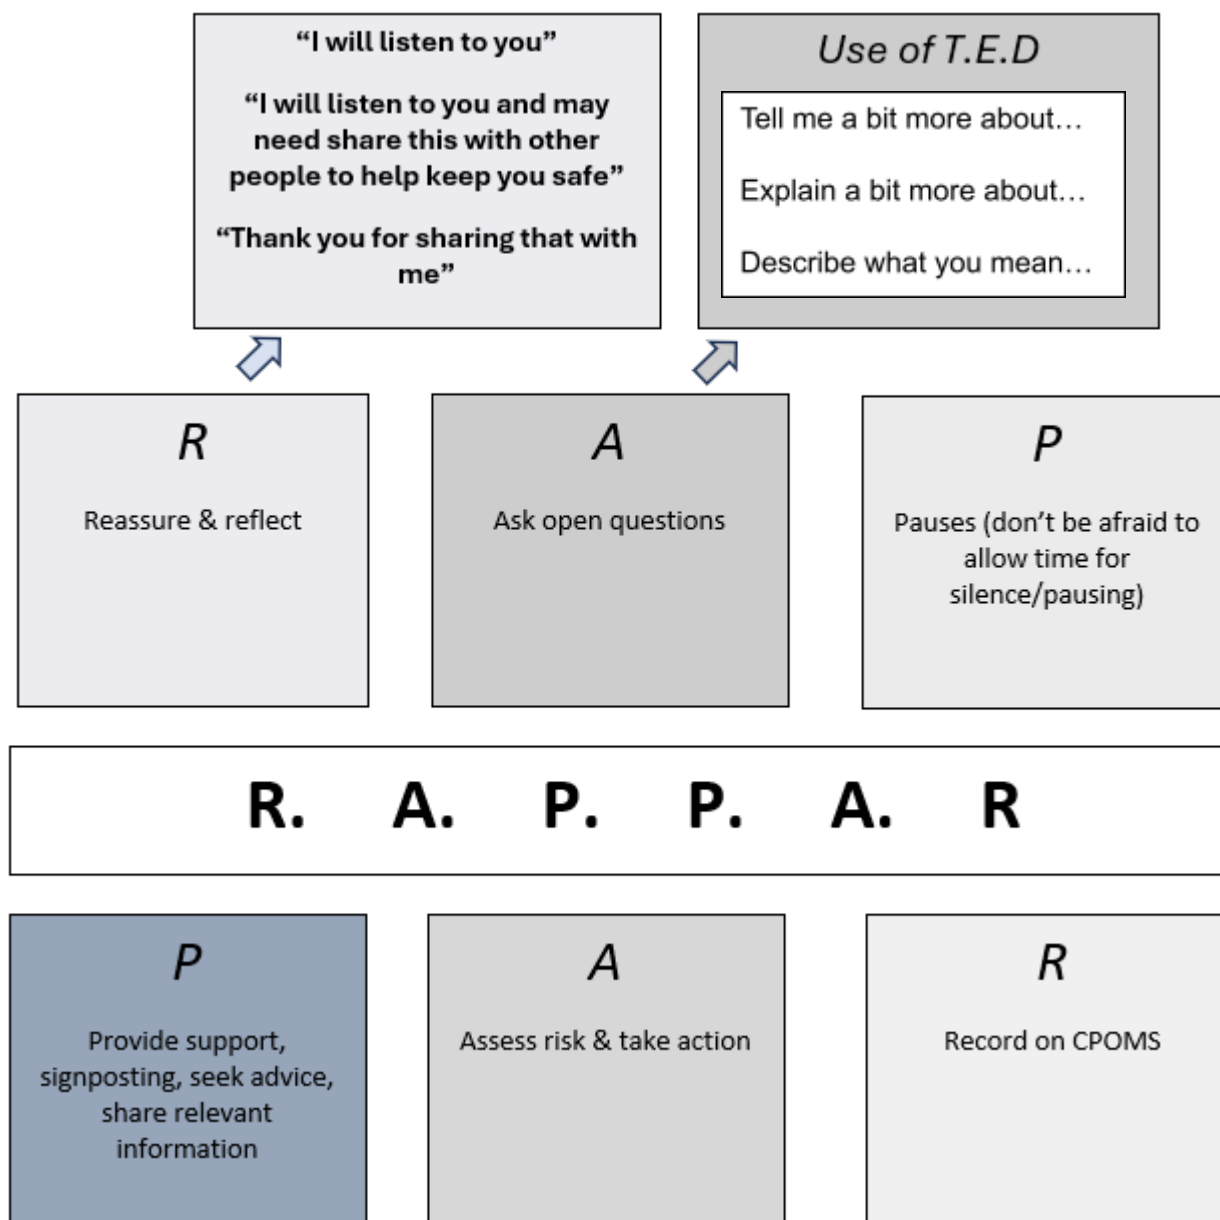 “I will listen to you”
“I will listen to you and may
need share this with other
people to help keep you safe”
“Thank you for sharing that with
me”
Use of T.E.D
Tell me a bit more about…
Explain a bit more about…
Describe what you mean…
R
Reassure & reflect
A
Ask open questions
P
Pauses (don’t be afraid to
allow time for
silence/pausing)
R. A. P. P. A. R
P
Provide support,
signposting, seek advice,
share relevant
information
A
Assess risk & take action
R
Record on CPOMS